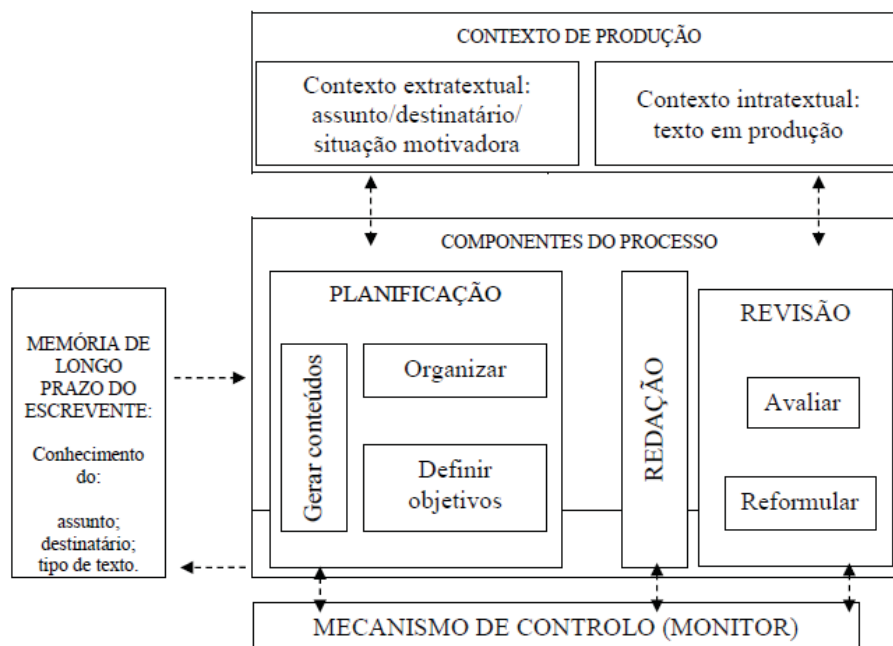 CONTEXTO DE PRODUÇÃO
Contexto extratextual:
assunto/destinatário/
situação motivadora
Contexto intratextual:
texto em produção
COMPONENTES DO PROCESSO
MEMÓRIA DE
LONGO
PRAZO DO
ESCREVENTE:
Conhecimento
do:
assunto;
destinatário;
tipo de texto.
PLANIFICAÇÃO
Gerar conteúdos
Organizar
Definir
objetivos
REDAÇÃO
REVISÃO
Avaliar
Reformular
MECANISMO DE CONTROLO (MONITOR)